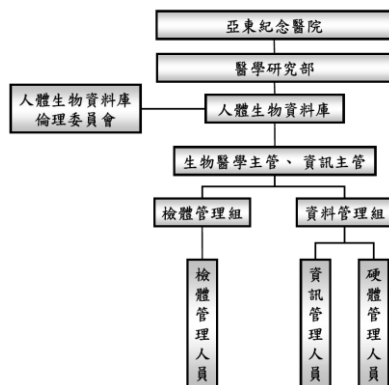 亞東紀念醫院
醫學研究部
人體生物資料庫
倫理委員會
人體生物資料庫
生物醫學主管、資訊主管
檢體管理組
資料管理組
檢體管理人員
資訊管理人員
硬體管理人員